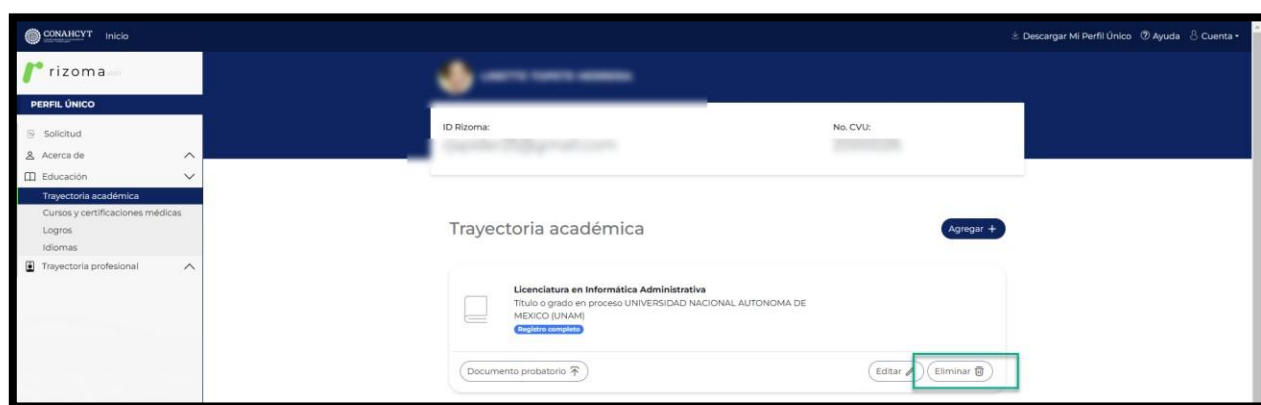 CONAHCYT Inicio
Descargar Mi Perfil Único Ayuda Cuenta
rizoma
PERFIL ÚNICO
Solicitud
Acerca de
Educación
Trayectoria académica
Cursos y certificaciones médicas
Logros
Idiomas
Trayectoria profesional
ID Rizoma:
No. CVU:
Trayectoria académica
Agregar +
Licenciatura en Informática Administrativa
Título o grado en proceso UNIVERSIDAD NACIONAL AUTONOMA DE
MEXICO (UNAM)
Registro completo
Documento probatorio
Editar
Eliminar